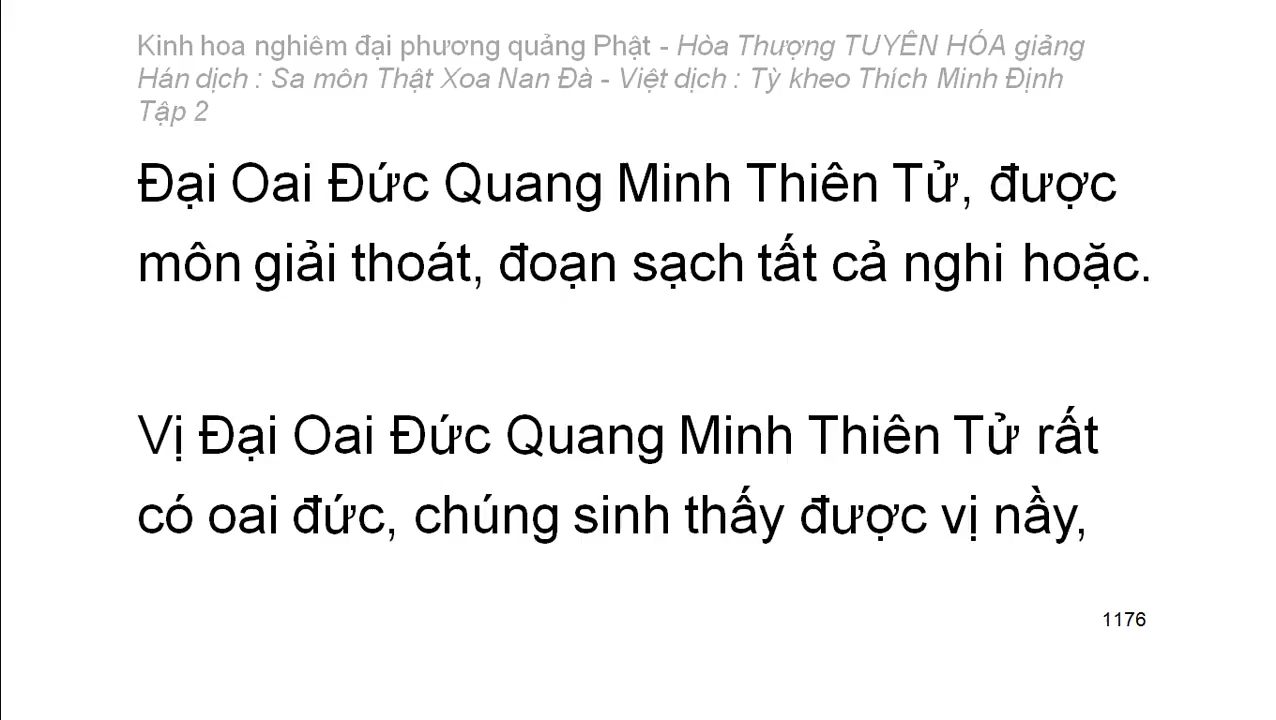 Kinh hoa nghiêm đại phương quảng Phật - Hòa Thượng TUYÊN HÓA giảng
Hán dịch : Sa môn Thật Xoa Nan Đà - Việt dịch : Tỳ kheo Thích Minh Định
Tập 2
Đại Oai Đức Quang Minh Thiên Tử, được
môn giải thoát, đoạn sạch tất cả nghi hoặc.
Vị Đại Oai Đức Quang Minh Thiên Tử rất
có oai đức, chúng sinh thấy được vị nầy,
1176